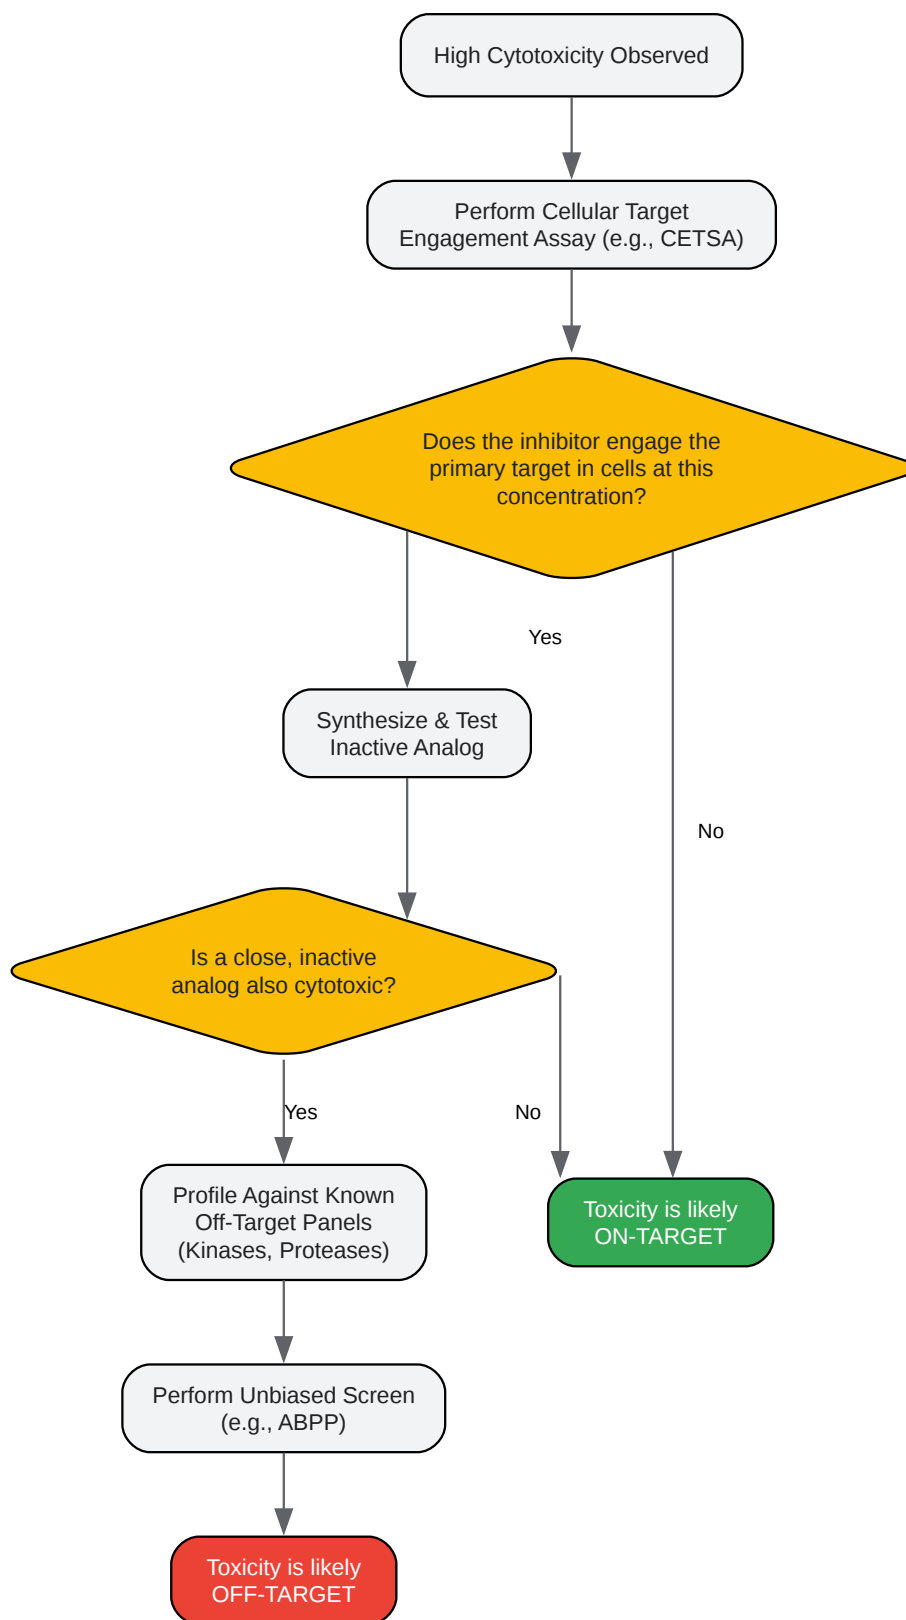 High Cytotoxicity Observed
Perform Cellular Target
Engagement Assay (e.g., CETSA)
Does the inhibitor engage the
primary target in cells at this
concentration?
Yes
Synthesize & Test
Inactive Analog
No
Is a close, inactive
analog also cytotoxic?
Yes
No
Profile Against Known
Off-Target Panels
(Kinases, Proteases)
Toxicity is likely
ON-TARGET
Perform Unbiased Screen
(e.g., ABPP)
Toxicity is likely
OFF-TARGET